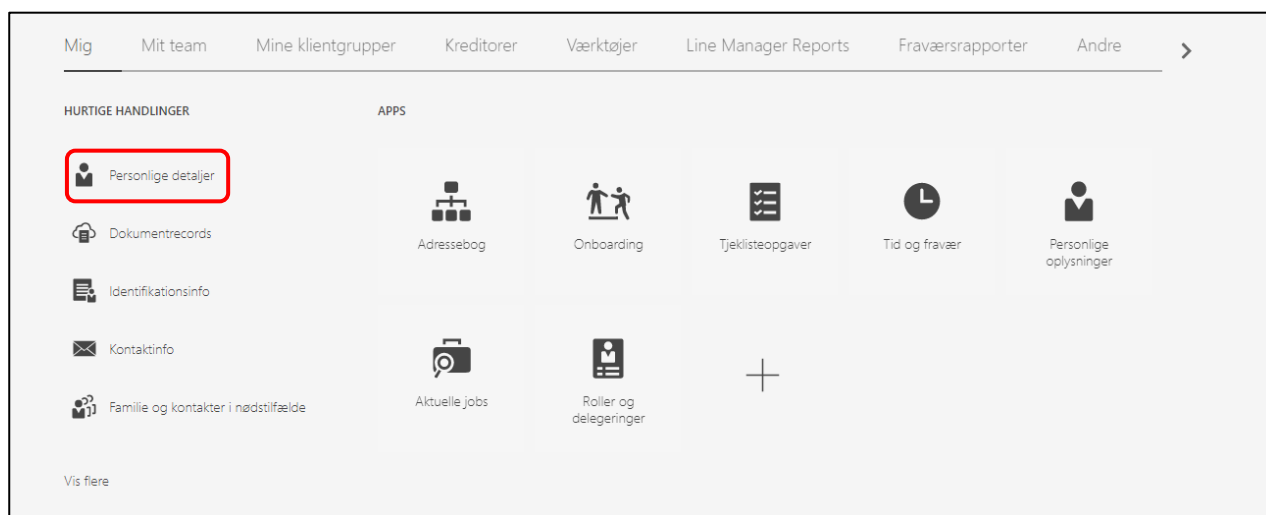 Mig Mit team Mine klientgrupper Kreditorer Værktøjer Line Manager Reports Fraværsrapporter Andre
HURTIGE HANDLINGER
APPS
Personlige detaljer
Dokumentrecords
Identifikationsinfo
Kontaktinfo
Familie og kontakter i nødstilfælde
Vis flere
Adressebog
Onboarding
Tjeklisteopgaver
Tid og fravær
Personlige
oplysninger
Aktuelle jobs
Roller og
delegeringer